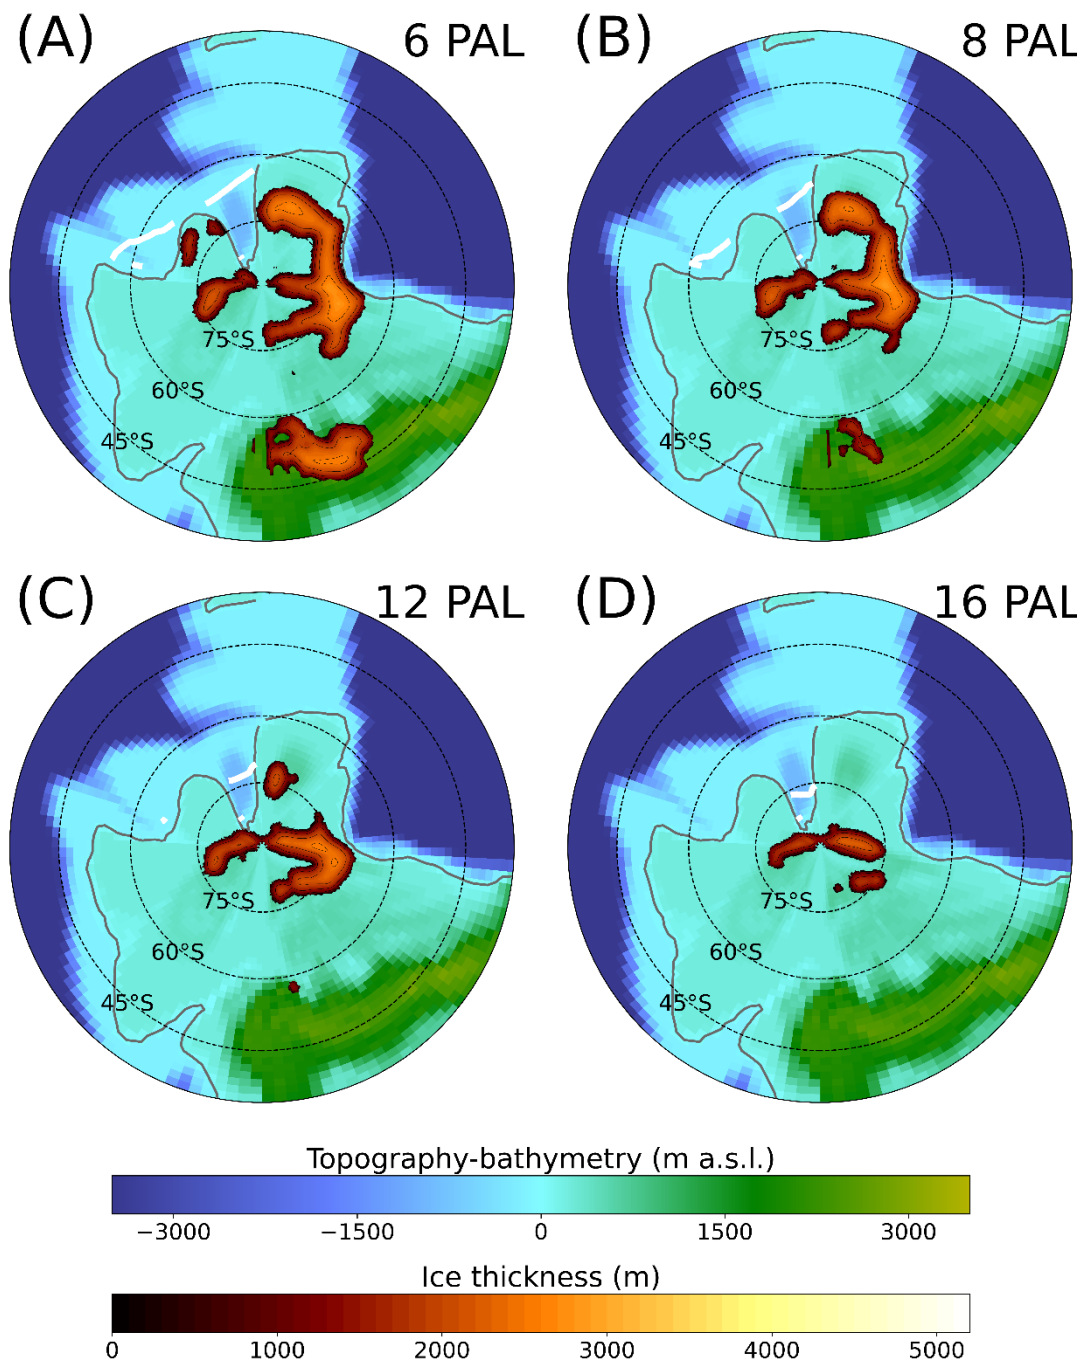 (A) 6 PAL
(B) 8 PAL
75°S
60°S
45°S
75°S
60°S
45°S
(C) 12 PAL
(D) 16 PAL
75°S
60°S
45°S
75°S
60°S
45°S
Topography-bathymetry (m a.s.l.)
−3000 −1500 0 1500 3000
Ice thickness (m)
0 1000 2000 3000 4000 5000